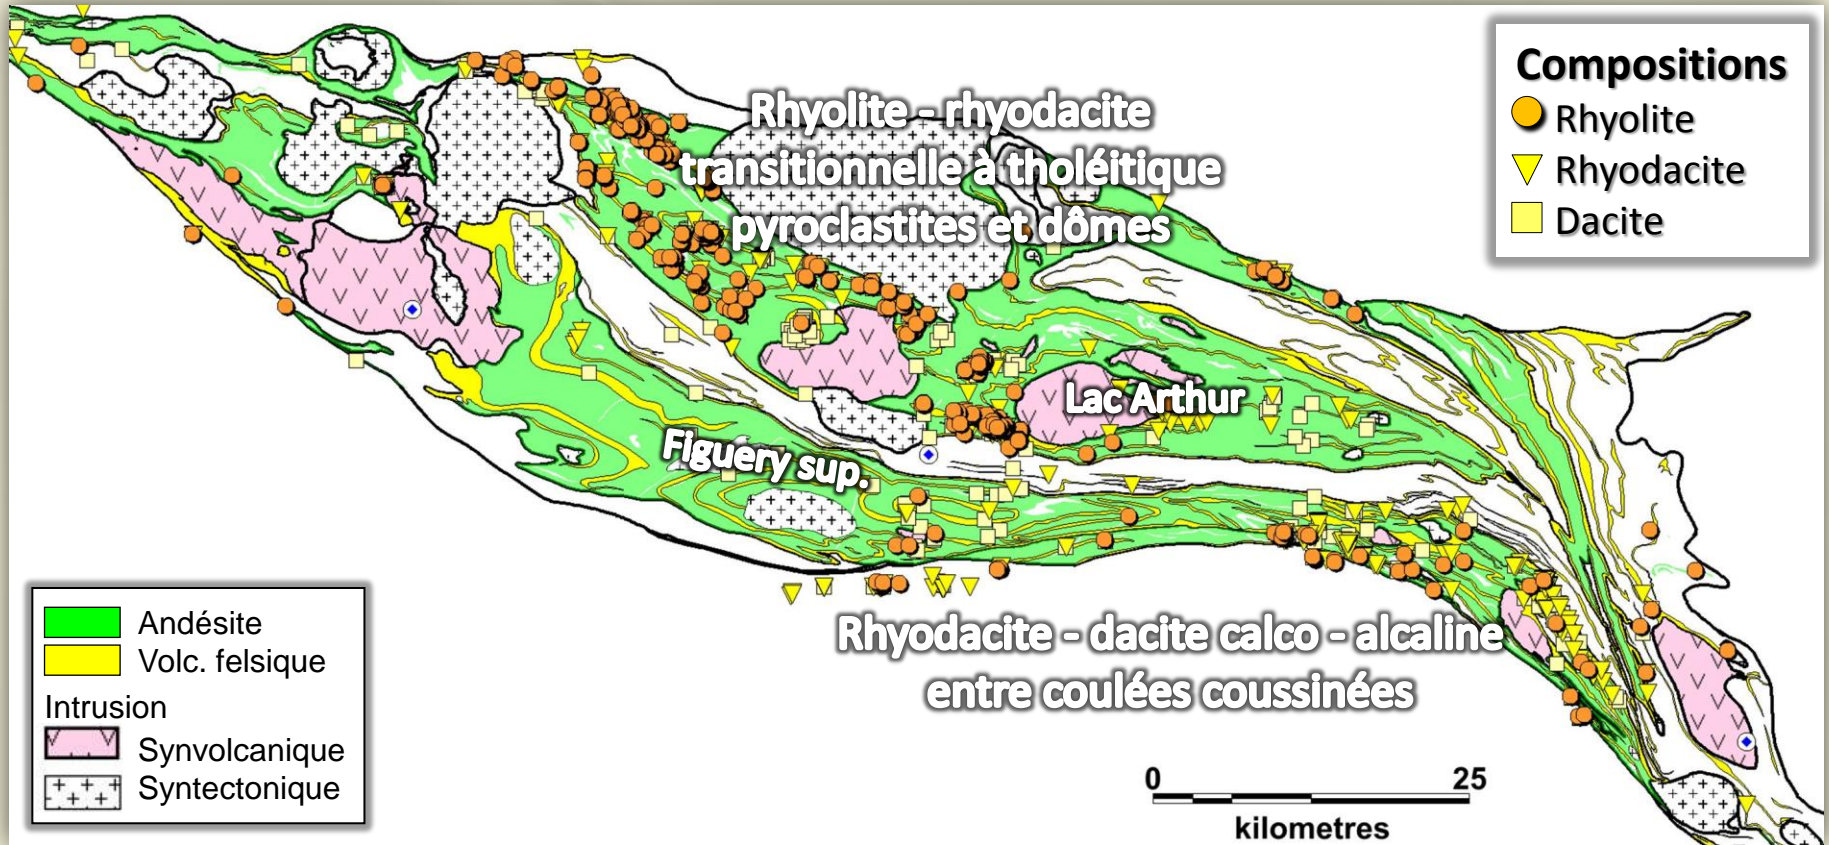 Compositions
Rhyolite
Rhyodacite
Dacite
Rhyolite - rhyodacite
transitionnelle à tholéitique
pyroclastites et dômes
Lac Arthur
Figuery sup.
Rhyodacite - dacite calco - alcaline
entre coulées coussinées
Andésite
Volc. felsique
Intrusion
Synvolcanique
Syntectonique
0 25
kilometres